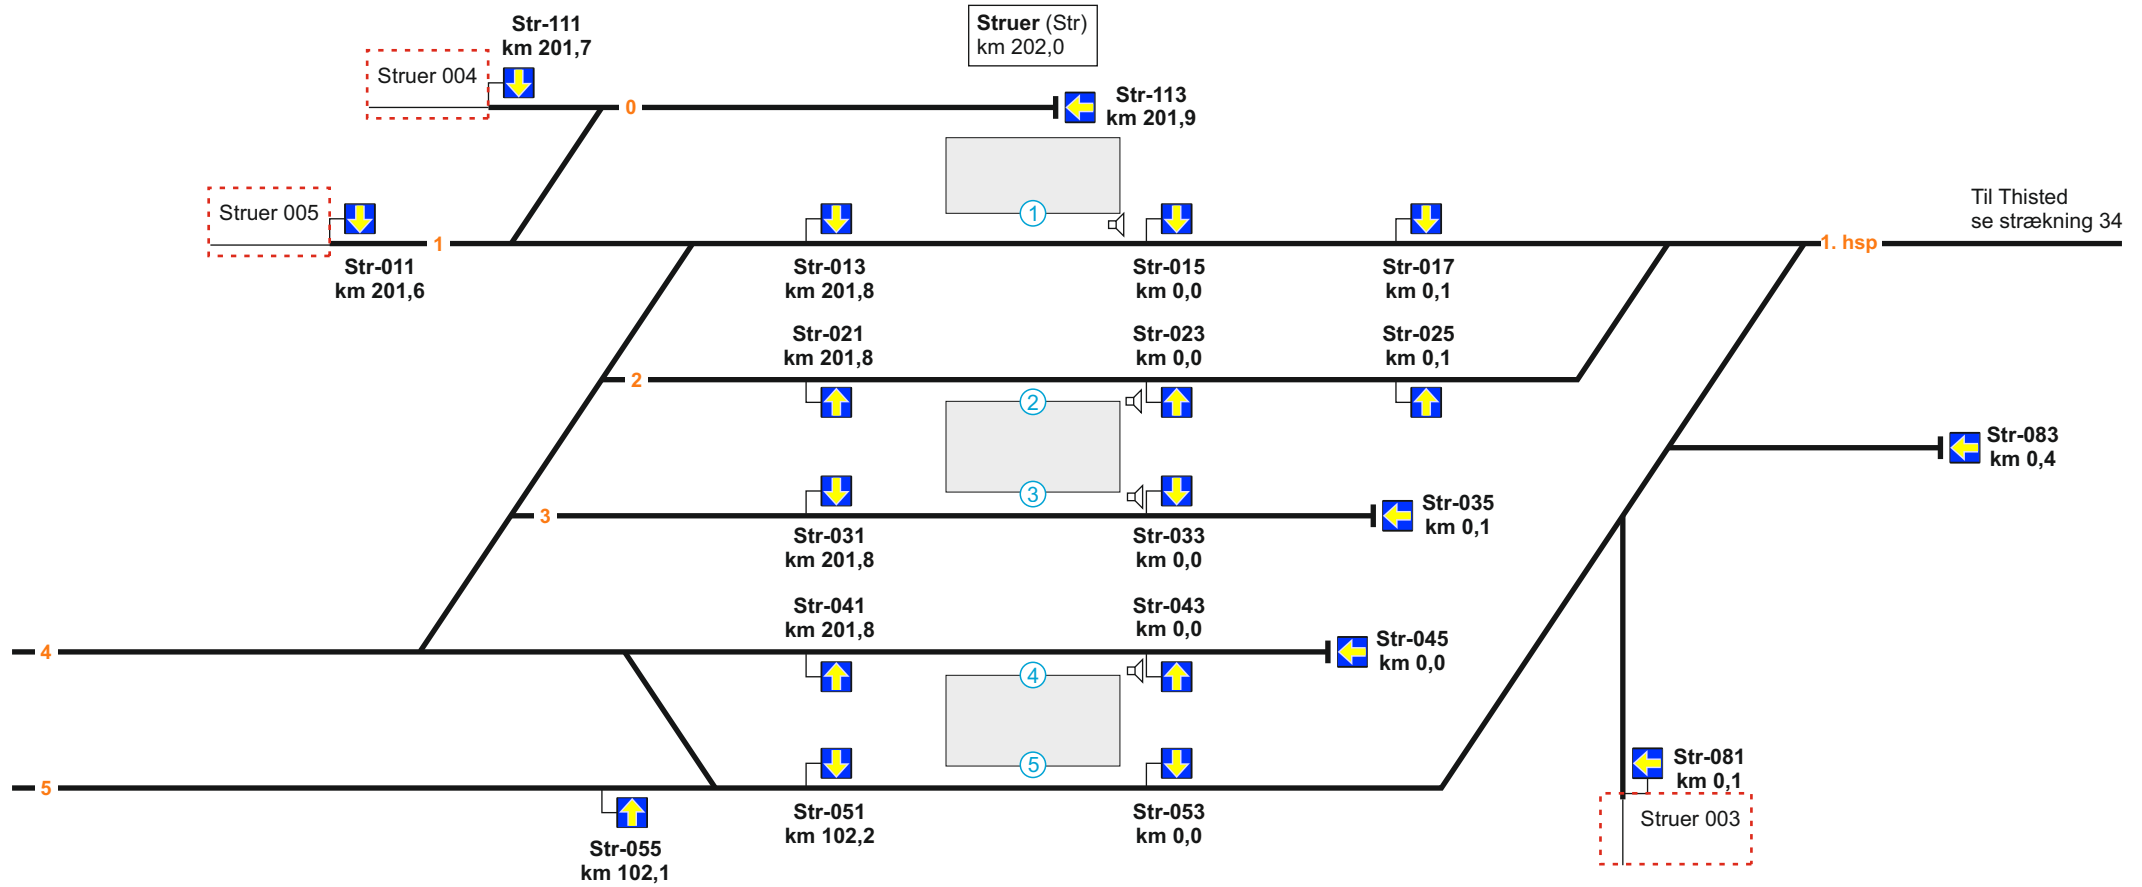 Str-111
km 201,7
Struer (Str)
km 202,0
Struer 004
0
Str-113
km 201,9
Struer 005
1
Til Thisted
se strækning 34
1
1. hsp
Str-011
km 201,6
Str-013
km 201,8
Str-015
km 0,0
Str-017
km 0,1
Str-021
km 201,8
Str-023
km 0,0
Str-025
km 0,1
2
2
Str-083
km 0,4
3
3
Str-035
km 0,1
Str-031
km 201,8
Str-033
km 0,0
Str-041
km 201,8
Str-043
km 0,0
4
Str-045
km 0,0
4
5
Str-081
km 0,1
5
Str-051
km 102,2
Str-053
km 0,0
Struer 003
Str-055
km 102,1